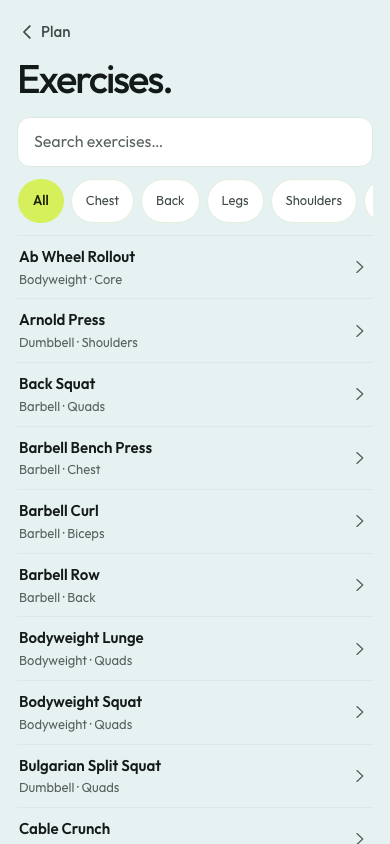 Plan
Exercises.
Search exercises...
All
Chest
Back
Legs
Shoulders
Ab Wheel Rollout
Bodyweight · Core
Arnold Press
Dumbbell · Shoulders
Back Squat
Barbell · Quads
Barbell Bench Press
Barbell · Chest
Barbell Curl
Barbell · Biceps
Barbell Row
Barbell · Back
Bodyweight Lunge
Bodyweight · Quads
Bodyweight Squat
Bodyweight · Quads
Bulgarian Split Squat
Dumbbell · Quads
Cable Crunch